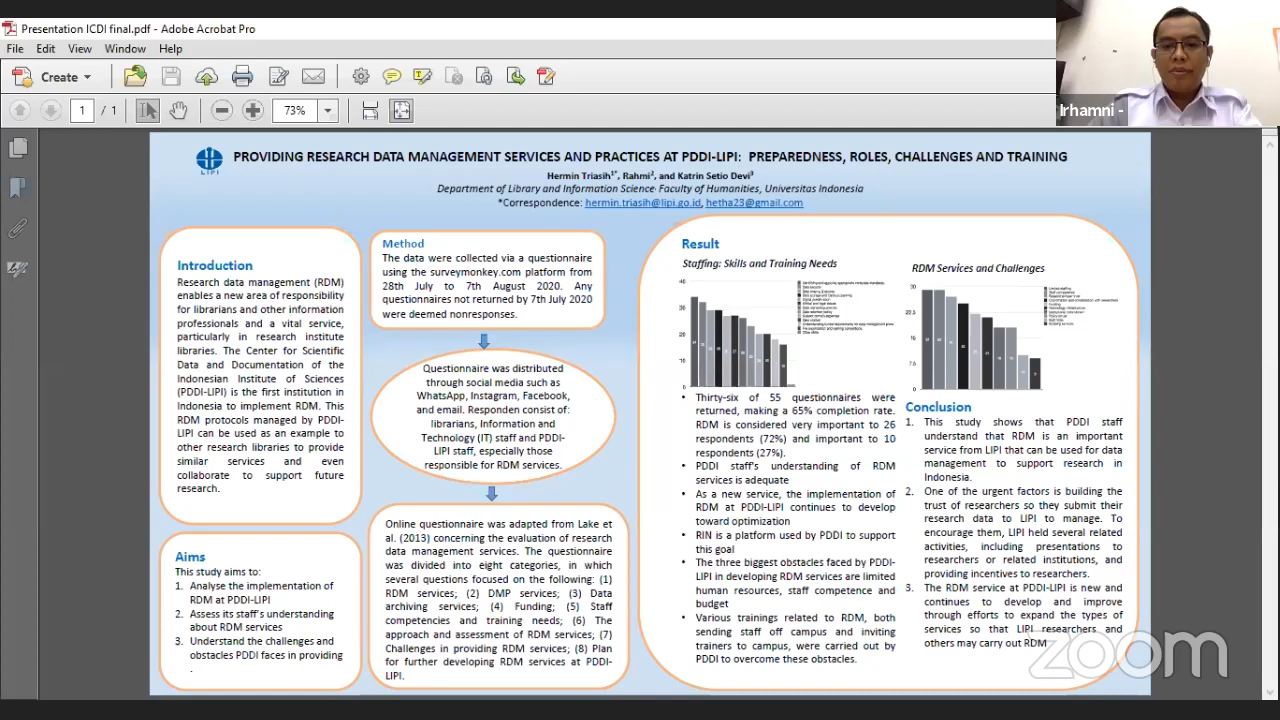 Presentation ICDI final.pdf - Adobe Acrobat Pro
File Edit View Window Help
Create
1 / 1
73%
Irhamni -
LIPI
PROVIDING RESEARCH DATA MANAGEMENT SERVICES AND PRACTICES AT PDDI-LIPI: PREPAREDNESS, ROLES, CHALLENGES AND TRAINING
Hermin Triasih1*, Rahmi2, and Katrin Setio Devi3
Department of Library and Information Science, Faculty of Humanities, Universitas Indonesia
*Correspondence: hermin.triasih@lipi.go.id, hetha23@gmail.com
Introduction
Research data management (RDM)
enables a new area of responsibility
for librarians and other information
professionals and a vital service,
particularly in research institute
libraries. The Center for Scientific
Data and Documentation of the
Indonesian Institute of Sciences
(PDDI-LIPI) is the first institution in
Indonesia to implement RDM. This
RDM protocols managed by PDDI-
LIPI can be used as an example to
other research libraries to provide
similar services and even
collaborate to support future
research.
Aims
This study aims to:
1. Analyse the implementation of
RDM at PDDI-LIPI
2. Assess its staff's understanding
about RDM services
3. Understand the challenges and
obstacles PDDI faces in providing
.
Method
The data were collected via a questionnaire
using the surveymonkey.com platform from
28th July to 7th August 2020. Any
questionnaires not returned by 7th July 2020
were deemed nonresponses.
Questionnaire was distributed
through social media such as
WhatsApp, Instagram, Facebook,
and email. Responden consist of:
librarians, Information and
Technology (IT) staff and PDDI-
LIPI staff, especially those
responsible for RDM services.
Online questionnaire was adapted from Lake et
al. (2013) concerning the evaluation of research
data management services. The questionnaire
was divided into eight categories, in which
several questions focused on the following: (1)
RDM services; (2) DMP services; (3) Data
archiving services; (4) Funding; (5) Staff
competencies and training needs; (6) The
approach and assessment of RDM services; (7)
Challenges in providing RDM services; (8) Plan
for further developing RDM services at PDDI-
LIPI.
Result
Staffing: Skills and Training Needs
• Thirty-six of 55 questionnaires were
returned, making a 65% completion rate.
RDM is considered very important to 26
respondents (72%) and important to 10
respondents (27%).
• PDDI staff's understanding of RDM
services is adequate
• As a new service, the implementation of
RDM at PDDI-LIPI continues to develop
toward optimization
• RIN is a platform used by PDDI to support
this goal
• The three biggest obstacles faced by PDDI-
LIPI in developing RDM services are limited
human resources, staff competence and
budget
• Various trainings related to RDM, both
sending staff off campus and inviting
trainers to campus, were carried out by
PDDI to overcome these obstacles.
RDM Services and Challenges
Conclusion
1. This study shows that PDDI staff
understand that RDM is an important
service from LIPI that can be used for data
management to support research in
Indonesia.
2. One of the urgent factors is building the
trust of researchers so they submit their
research data to LIPI to manage. To
encourage them, LIPI held several related
activities, including presentations to
researchers or related institutions, and
providing incentives to researchers.
3. The RDM service at PDDI-LIPI is new and
continues to develop and improve
through efforts to expand the types of
services so that LIPI researchers and
others may carry out RDM
zoom